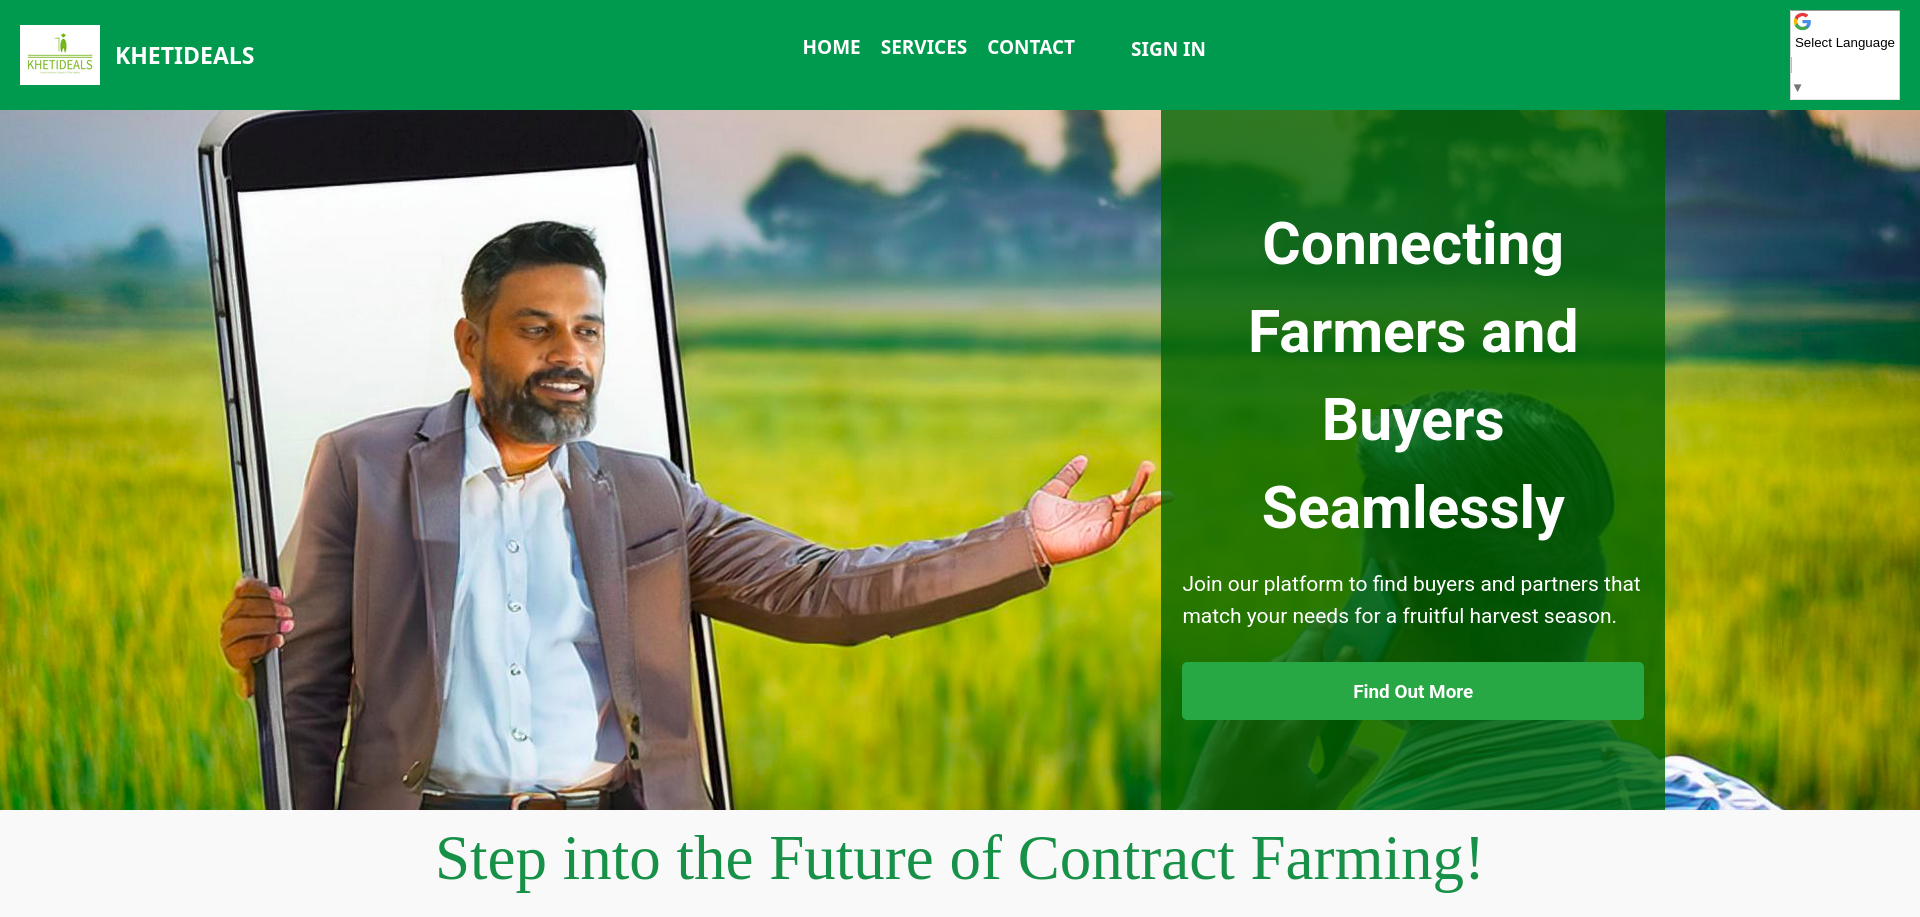 KHETIDEALS
KHETIDEALS
HOME
SERVICES
CONTACT
SIGN IN
Select Language
▼
Connecting
Farmers and
Buyers
Seamlessly
Join our platform to find buyers and partners that
match your needs for a fruitful harvest season.
Find Out More
Step into the Future of Contract Farming!